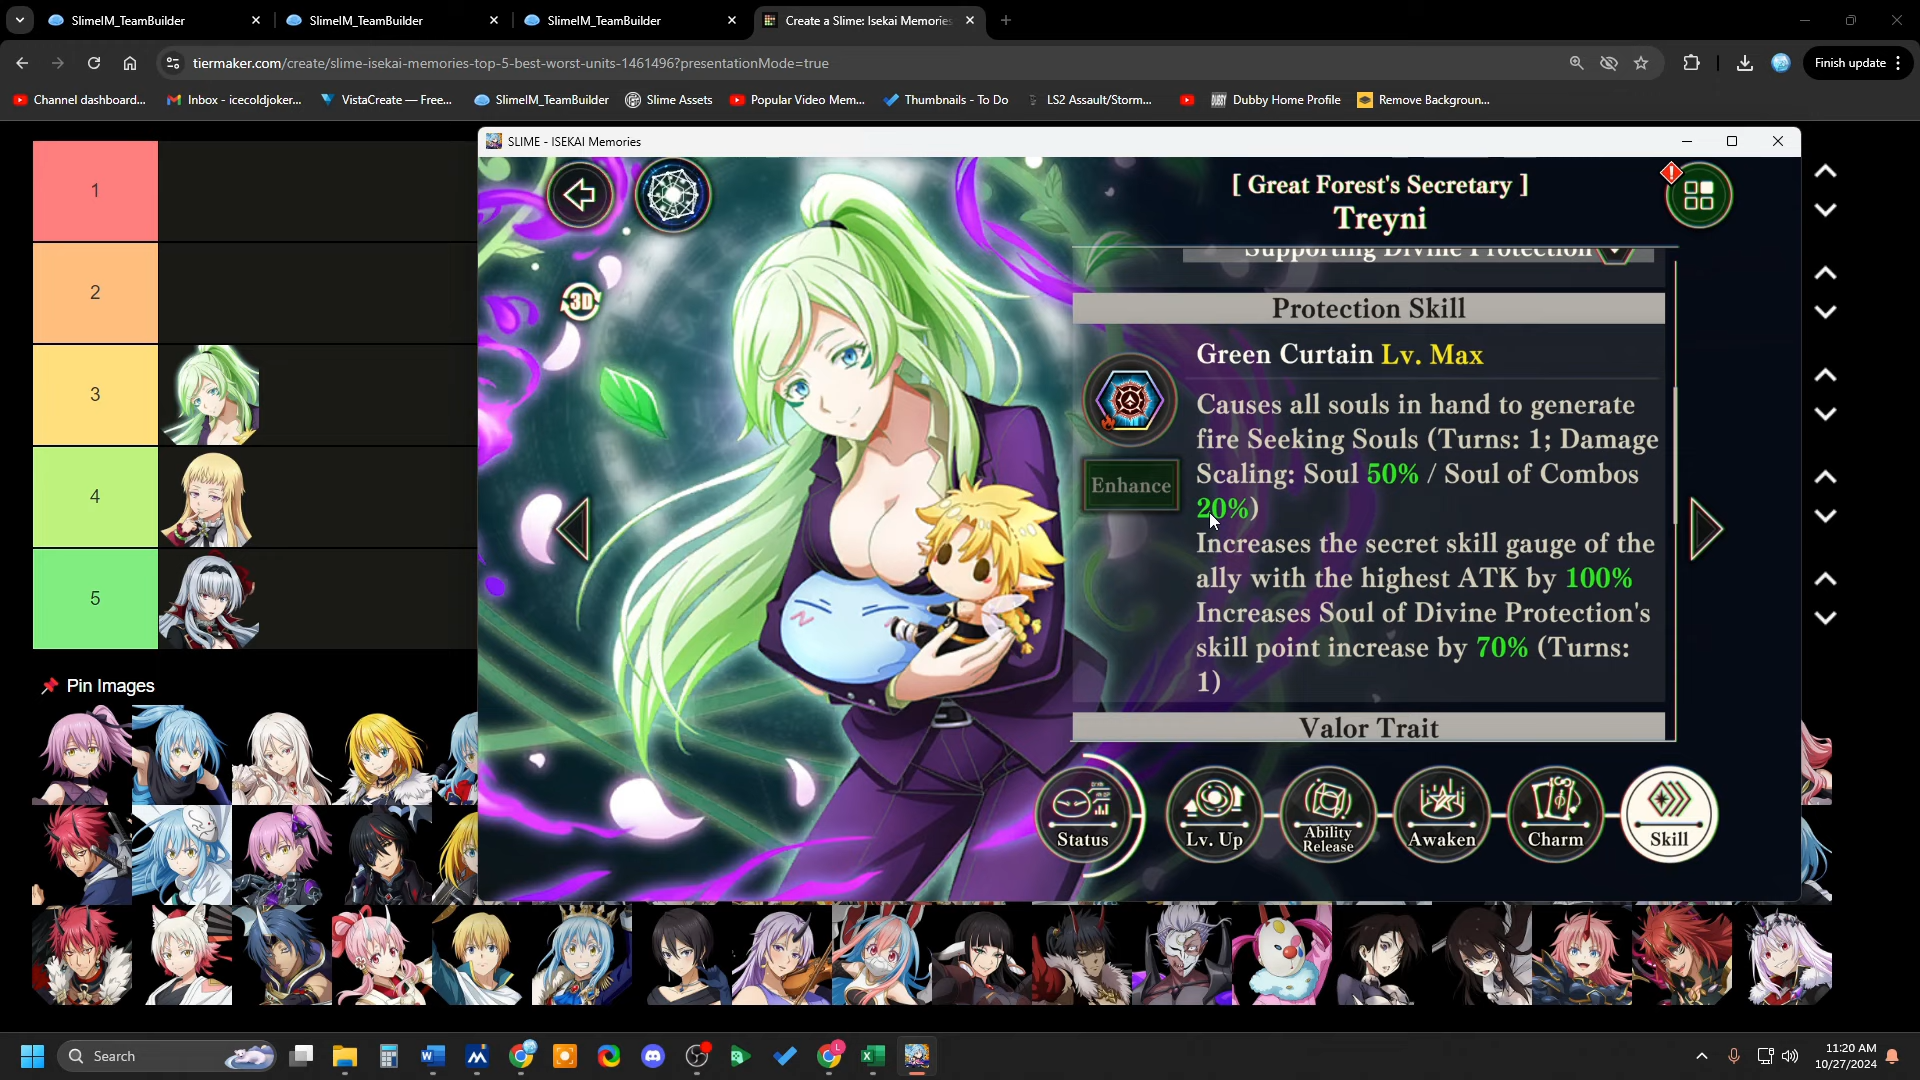 SlimeIM_TeamBuilder
SlimeIM_TeamBuilder
SlimeIM_TeamBuilder
Create a Slime: Isekai Memories
tiermaker.com/create/slime-isekai-memories-top-5-best-worst-units-1461496?presentationMode=true
Finish update
Channel dashboard...
Inbox - icecoldjoker...
VistaCreate — Free...
SlimeIM_TeamBuilder
Slime Assets
Popular Video Mem...
Thumbnails - To Do
LS2 Assault/Storm...
DUBBY
Dubby Home Profile
Remove Backgroun...
SLIME - ISEKAI Memories
1
2
3
4
5
Pin Images
3D
[ Great Forest's Secretary ]
Treyni
Supporting Divine Protection
Protection Skill
Green Curtain Lv. Max
Enhance
Causes all souls in hand to generate
fire Seeking Souls (Turns: 1; Damage
Scaling: Soul 50% / Soul of Combos
20%)
Increases the secret skill gauge of the
ally with the highest ATK by 100%
Increases Soul of Divine Protection's
skill point increase by 70% (Turns:
1)
Valor Trait
Status
Lv. Up
Ability
Release
Awaken
Charm
Skill
Search
11:20 AM
10/27/2024